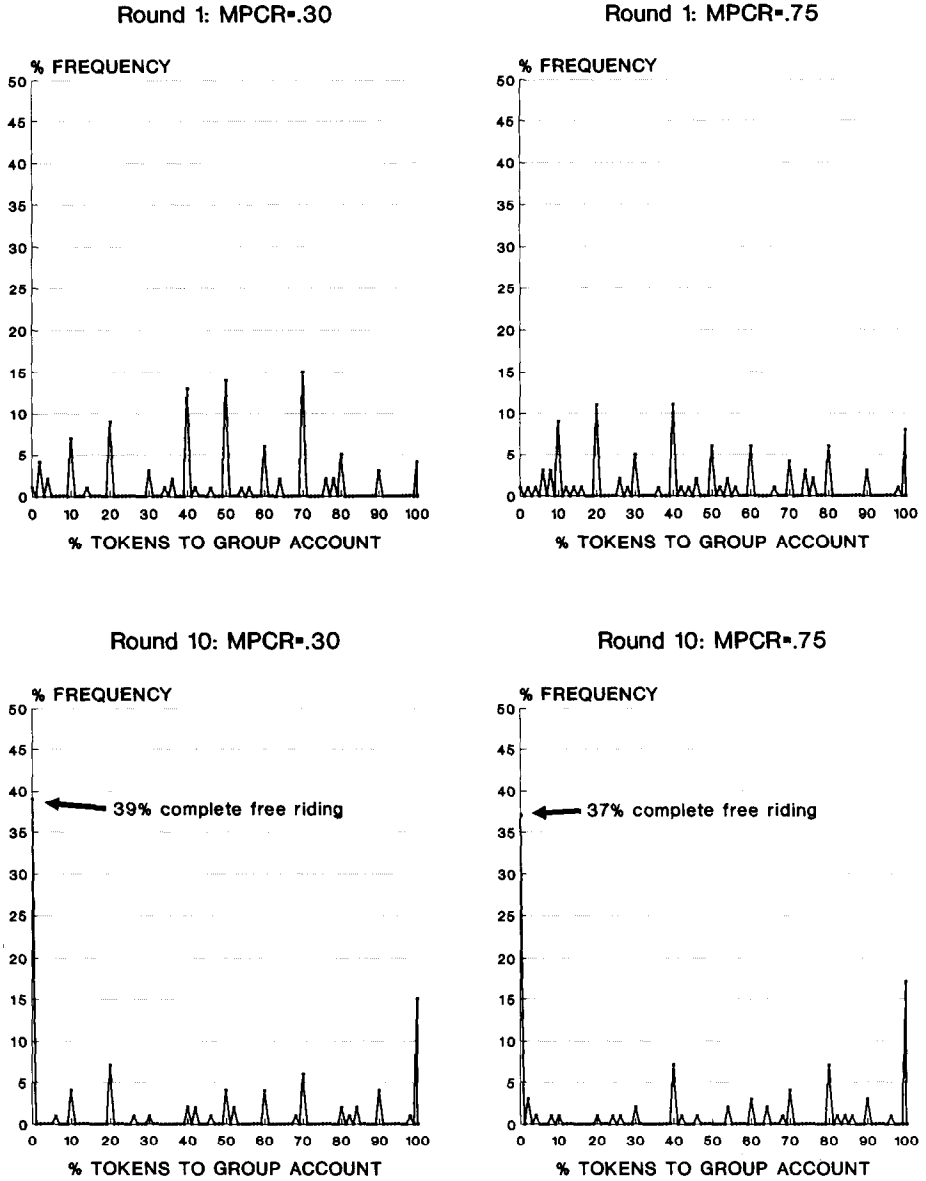 Round 1: MPCR=.30
% FREQUENCY
50
45
40
35
30
25
20
15
10
5
0
0 10 20 30 40 50 60 70 80 90 100
% TOKENS TO GROUP ACCOUNT
Round 1: MPCR=.75
% FREQUENCY
50
45
40
35
30
25
20
15
10
5
0
0 10 20 30 40 50 60 70 80 90 100
% TOKENS TO GROUP ACCOUNT
Round 10: MPCR=.30
% FREQUENCY
50
45
40
39% complete free riding
35
30
25
20
15
10
5
0
0 10 20 30 40 50 60 70 80 90 100
% TOKENS TO GROUP ACCOUNT
Round 10: MPCR=.75
% FREQUENCY
50
45
40
37% complete free riding
35
30
25
20
15
10
5
0
0 10 20 30 40 50 60 70 80 90 100
% TOKENS TO GROUP ACCOUNT